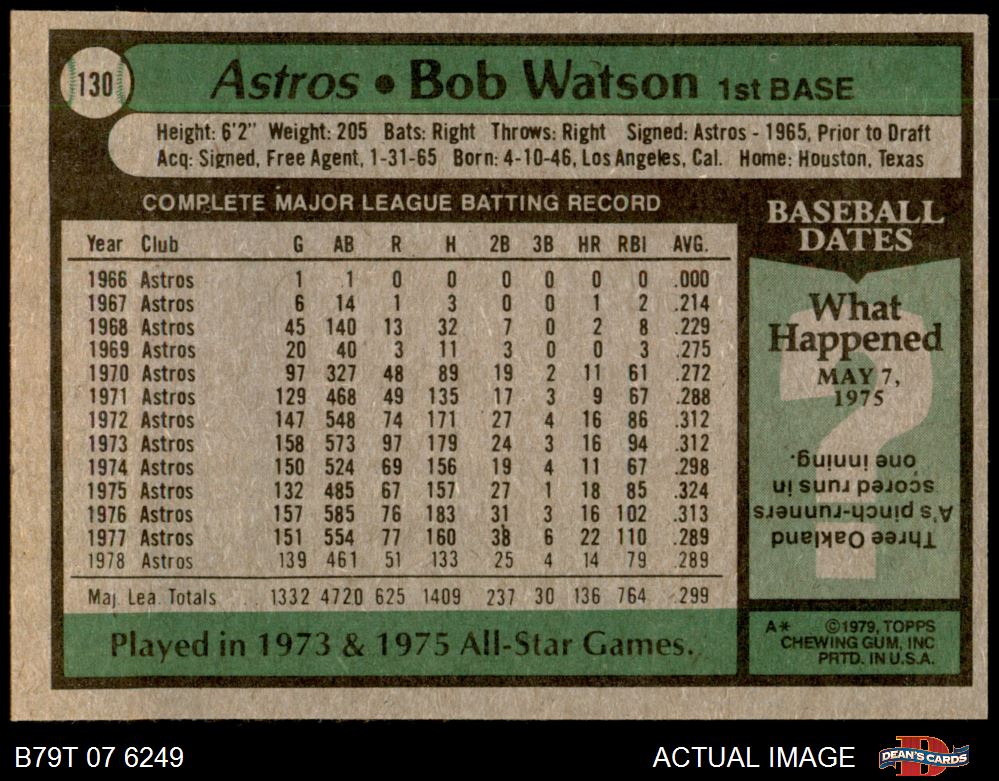 130
Astros • Bob Watson 1st BASE
Height: 6'2" Weight: 205 Bats: Right Throws: Right Signed: Astros - 1965, Prior to Draft
Acq: Signed, Free Agent, 1-31-65 Born: 4-10-46, Los Angeles, Cal. Home: Houston, Texas
COMPLETE MAJOR LEAGUE BATTING RECORD
Year Club G AB R H 2B 3B HR RBI AVG.
1966 Astros 1 1 0 0 0 0 0 0 .000
1967 Astros 6 14 1 3 0 0 1 2 .214
1968 Astros 45 140 13 32 7 0 2 8 .229
1969 Astros 20 40 3 11 3 0 0 3 .275
1970 Astros 97 327 48 89 19 2 11 61 .272
1971 Astros 129 468 49 135 17 3 9 67 .288
1972 Astros 147 548 74 171 27 4 16 86 .312
1973 Astros 158 573 97 179 24 3 16 94 .312
1974 Astros 150 524 69 156 19 4 11 67 .298
1975 Astros 132 485 67 157 27 1 18 85 .324
1976 Astros 157 585 76 183 31 3 16 102 .313
1977 Astros 151 554 77 160 38 6 22 110 .289
1978 Astros 139 461 51 133 25 4 14 79 .289
Maj. Lea. Totals 1332 4720 625 1409 237 30 136 764 .299
Played in 1973 & 1975 All-Star Games.
BASEBALL
DATES
What
Happened
MAY 7,
1975
?
Three Oakland
A's pinch-runners
scored runs in
one inning.
A* ©1979, TOPPS
CHEWING GUM, INC
PRTD. IN U.S.A.
B79T 07 6249
ACTUAL IMAGE
DEAN'S CARDS